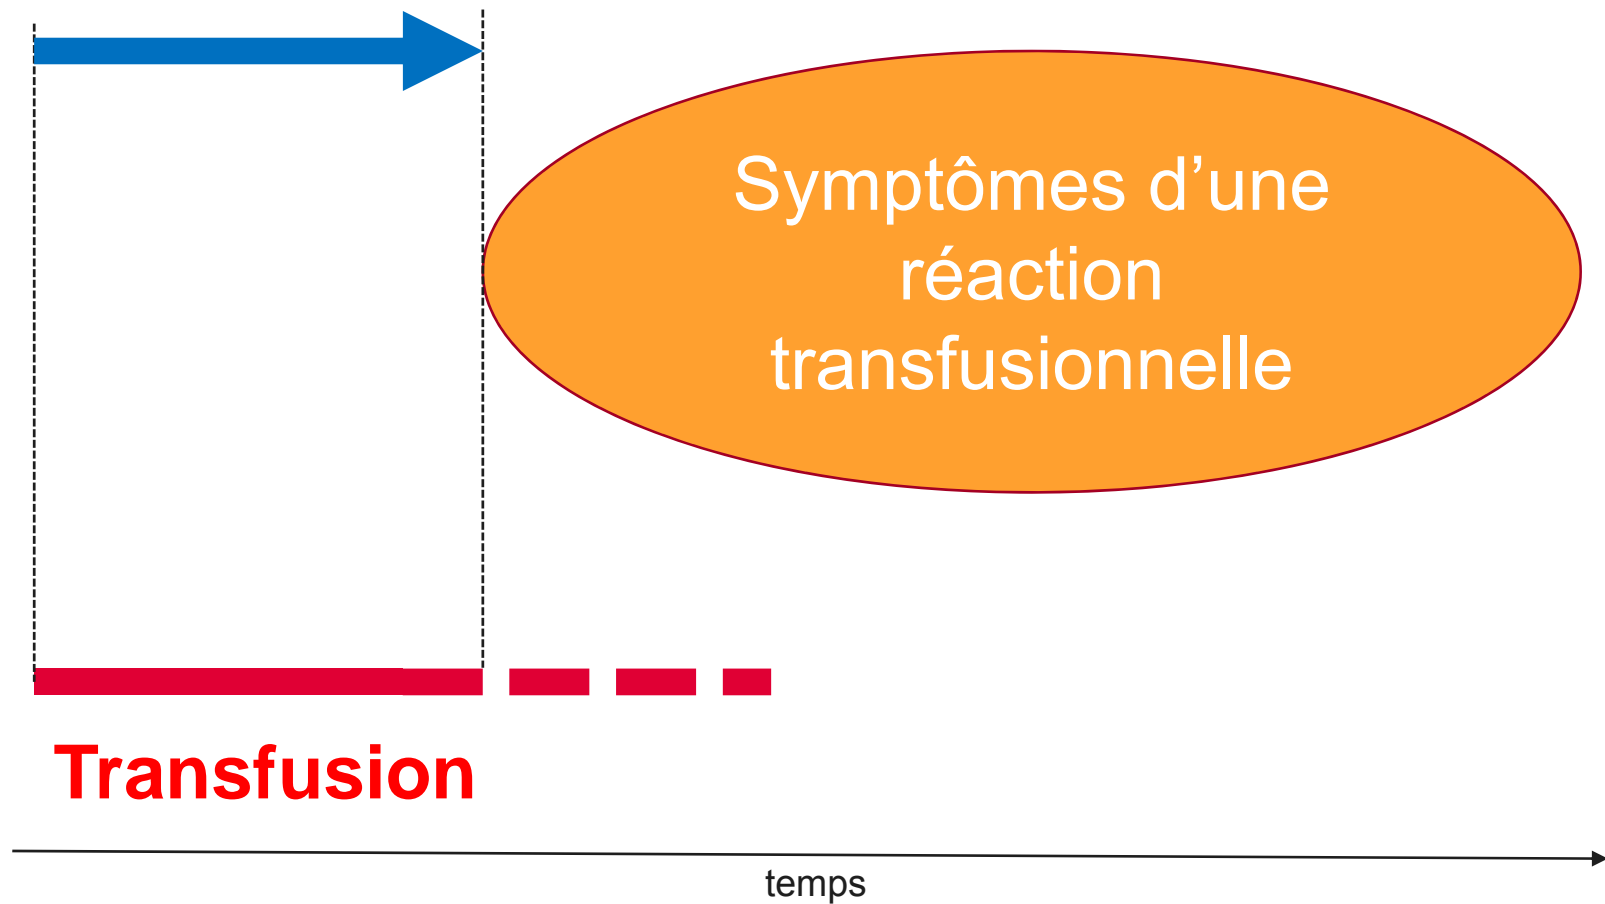 Symptômes d’une
réaction
transfusionnelle
Transfusion
temps